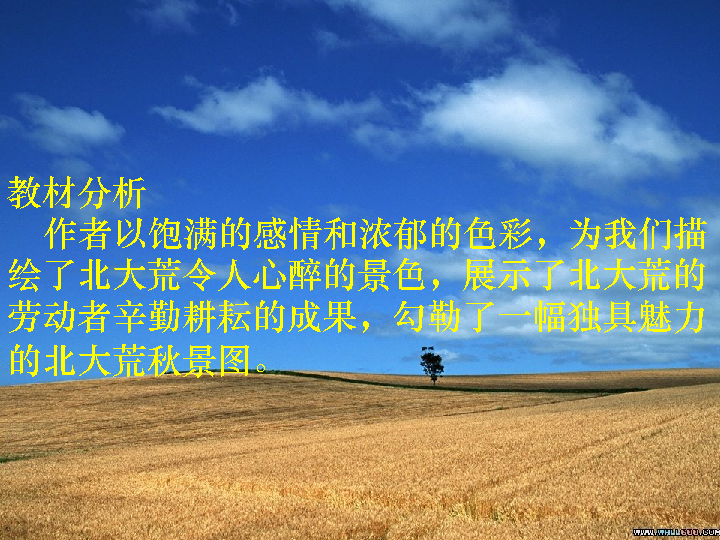 教材分析
作者以饱满的感情和浓郁的色彩，为我们描
绘了北大荒令人心醉的景色，展示了北大荒的
劳动者辛勤耕耘的成果，勾勒了一幅独具魅力
的北大荒秋景图。